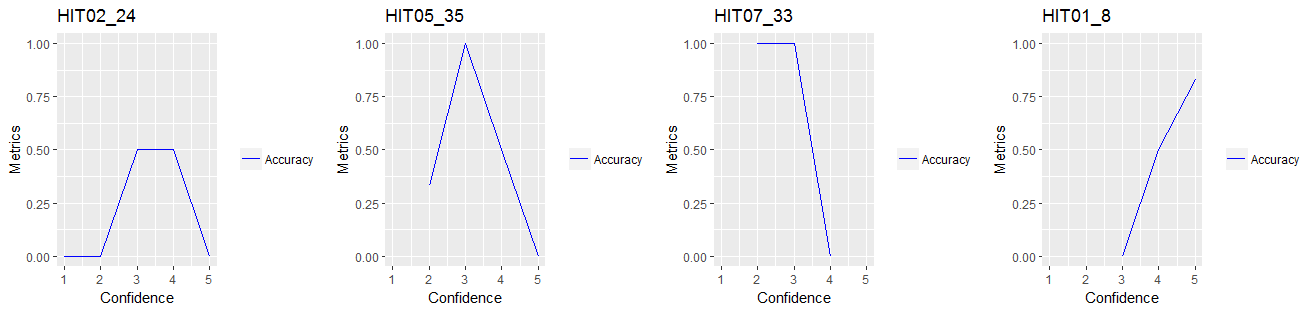 HIT02_24
1.00
0.75
0.50
0.25
0.00
Metrics
1 2 3 4 5
Confidence
Accuracy
HIT05_35
1.00
0.75
0.50
0.25
0.00
Metrics
1 2 3 4 5
Confidence
Accuracy
HIT07_33
1.00
0.75
0.50
0.25
0.00
Metrics
1 2 3 4 5
Confidence
Accuracy
HIT01_8
1.00
0.75
0.50
0.25
0.00
Metrics
1 2 3 4 5
Confidence
Accuracy